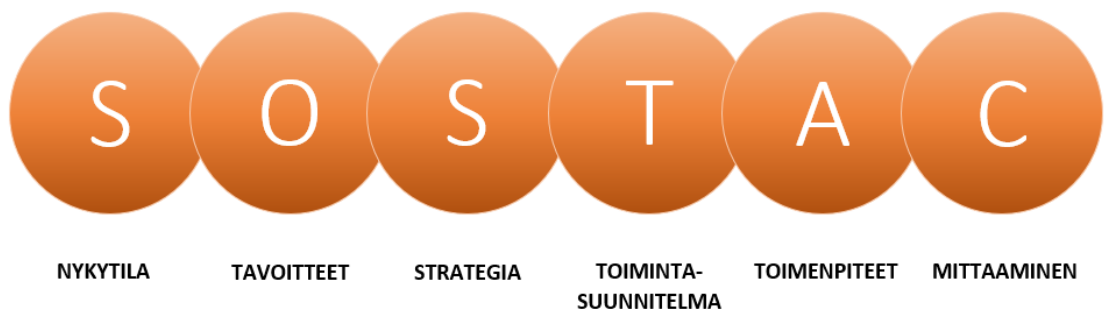 S O S T A C
NYKYTILA TAVOITTEET STRATEGIA TOIMINTA- TOIMENPITEET MITTAAMINEN
SUUNNITELMA